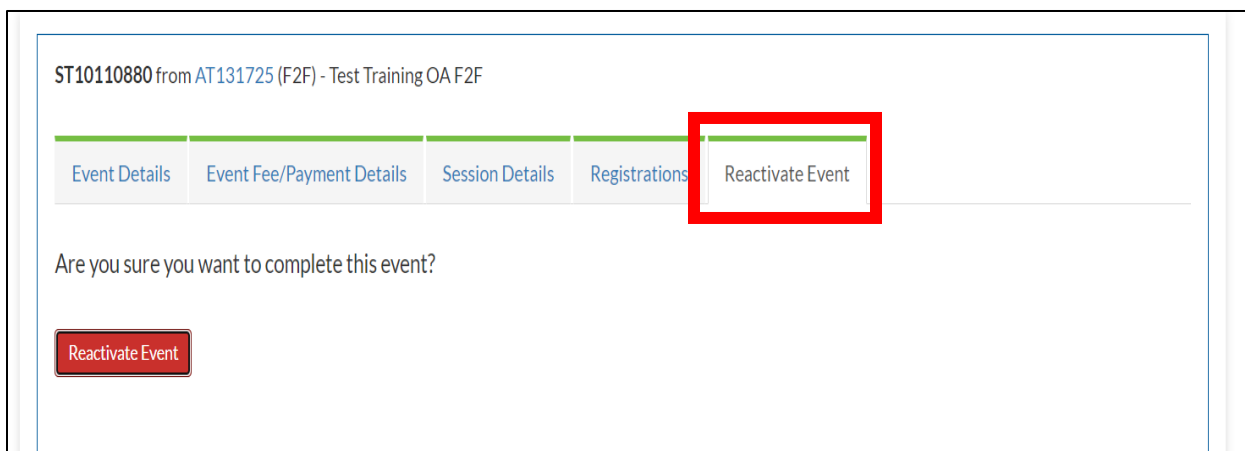 ST10110880 from AT131725 (F2F) - Test Training OA F2F
Event Details Event Fee/Payment Details Session Details Registrations Reactivate Event
Are you sure you want to complete this event?
Reactivate Event